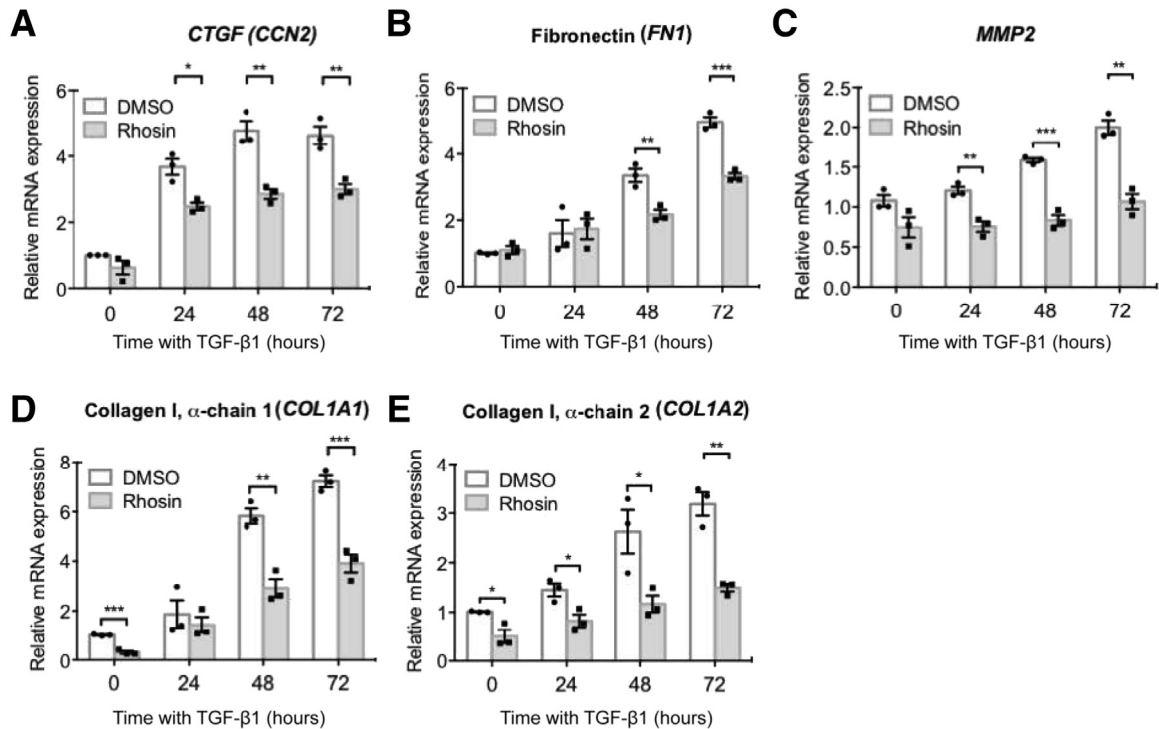 A
CTGF (CCN2)
* ** **
6
4
2
0
Relative mRNA expression
DMSO
Rhosin
0 24 48 72
Time with TGF-β1 (hours)
B
Fibronectin (FN1)
** ***
6
4
2
0
Relative mRNA expression
DMSO
Rhosin
0 24 48 72
Time with TGF-β1 (hours)
C
MMP2
** *** **
2.5
2.0
1.5
1.0
0.5
0.0
Relative mRNA expression
DMSO
Rhosin
0 24 48 72
Time with TGF-β1 (hours)
D
Collagen I, α-chain 1 (COL1A1)
*** ** ***
8
6
4
2
0
Relative mRNA expression
DMSO
Rhosin
0 24 48 72
Time with TGF-β1 (hours)
E
Collagen I, α-chain 2 (COL1A2)
* * * **
4
3
2
1
0
Relative mRNA expression
DMSO
Rhosin
0 24 48 72
Time with TGF-β1 (hours)